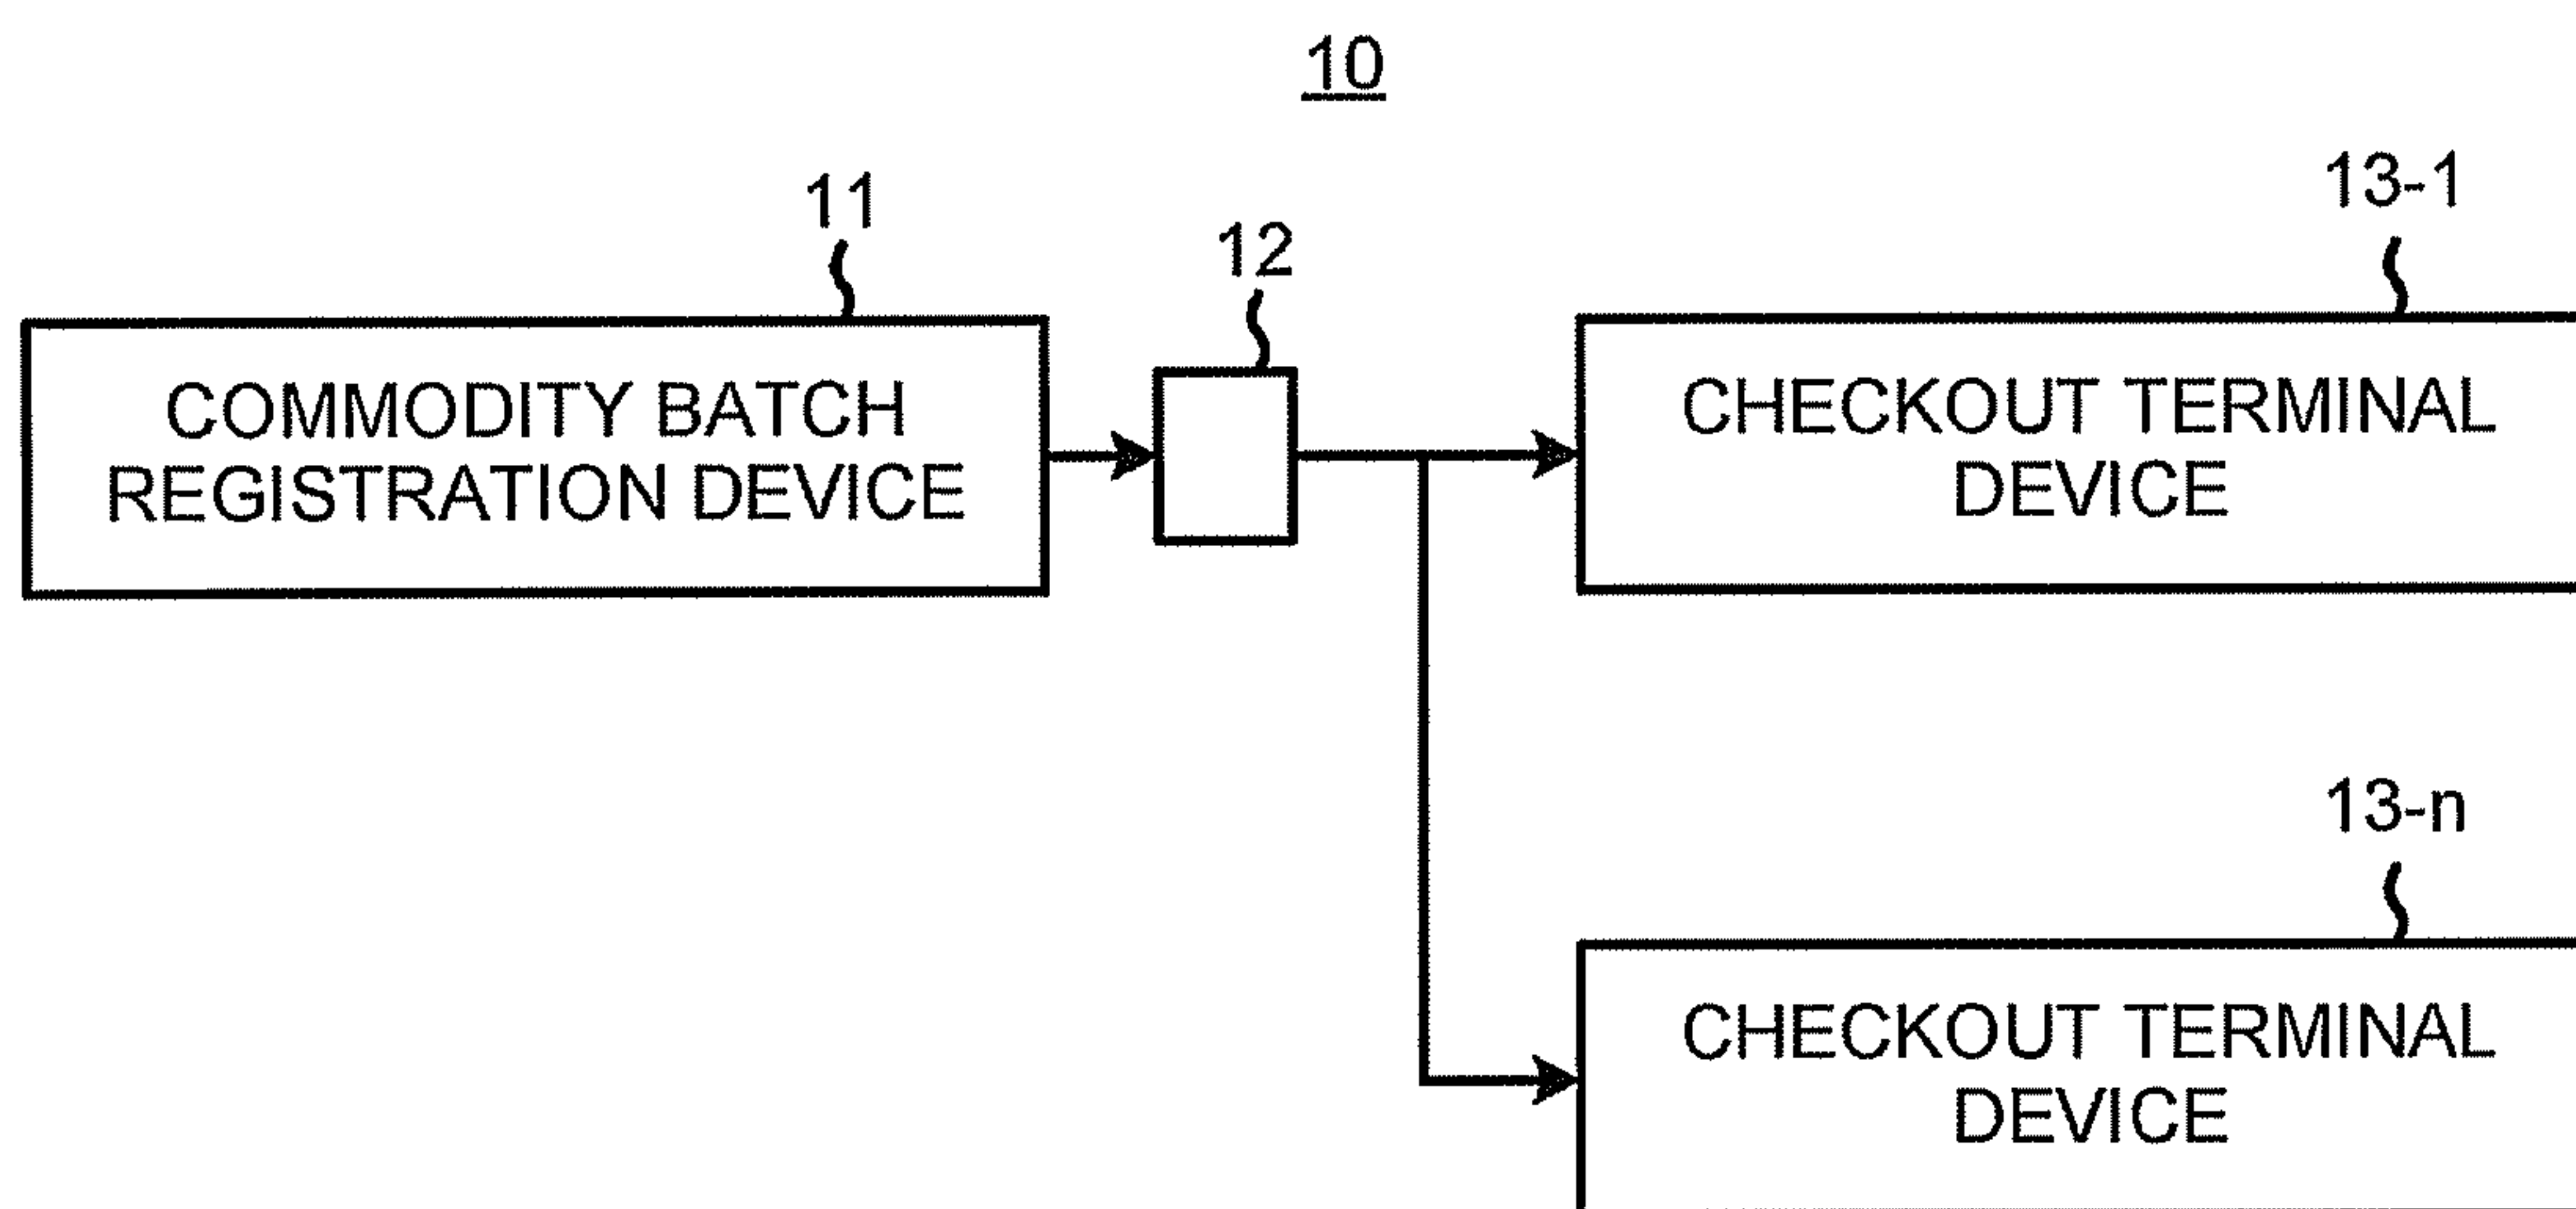 10
11
12
13-1
COMMODITY BATCH
REGISTRATION DEVICE
CHECKOUT TERMINAL
DEVICE
13-n
CHECKOUT TERMINAL
DEVICE